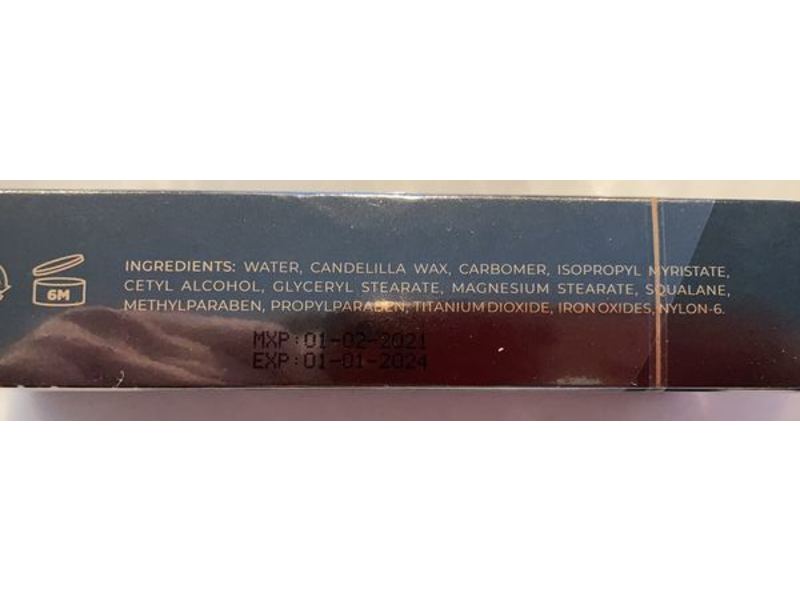 INGREDIENTS: WATER, CANDELILLA WAX, CARBOMER, ISOPROPYL MYRISTATE,
CETYL ALCOHOL, GLYCERYL STEARATE, MAGNESIUM STEARATE, SQUALANE,
METHYLPARABEN, PROPYLPARABEN, TITANIUM DIOXIDE, IRON OXIDES, NYLON-6.
6M
MXP:01-02-2021
EXP:01-01-2024